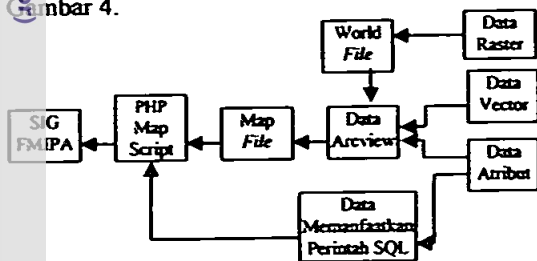 Gambar 4.
World
File
Data
Raster
Data
Vector
SIG
FMIPA
PHP
Map
Script
Map
File
Data
Arcview
Data
Atribut
Data
Memanfaatkan
Perintah SQL